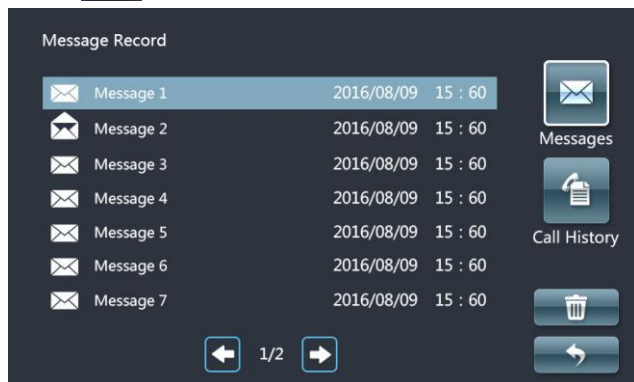 Message Record
Message 1 2016/08/09 15 : 60
Message 2 2016/08/09 15 : 60
Messages
Message 3 2016/08/09 15 : 60
Message 4 2016/08/09 15 : 60
Message 5 2016/08/09 15 : 60
Call History
Message 6 2016/08/09 15 : 60
Message 7 2016/08/09 15 : 60
1/2